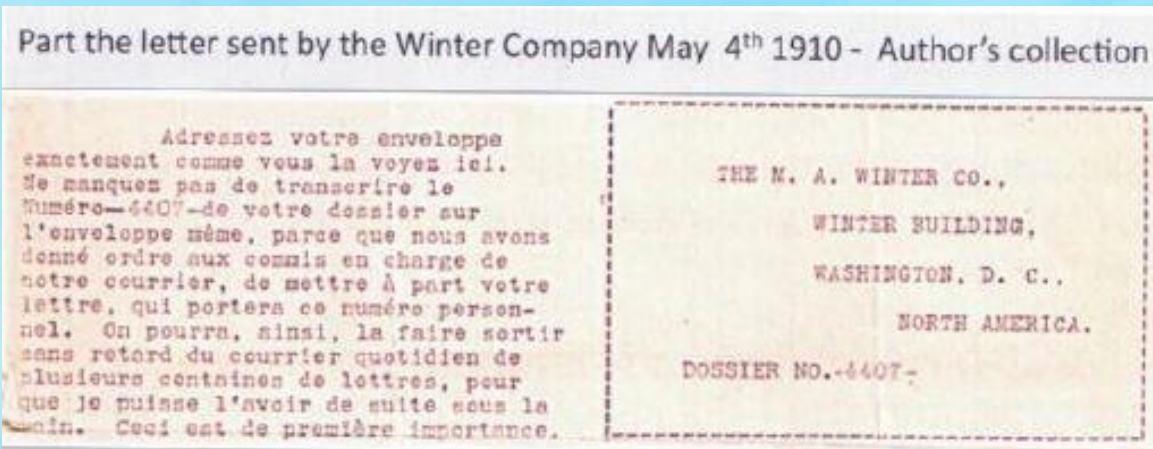 Part the letter sent by the Winter Company May 4th 1910 - Author's collection
Adressez votre enveloppe
exactement comme vous la voyez ici.
Ne manquez pas de transcrire le
Numéro-4407-de votre dossier sur
l'enveloppe même, parce que nous avons
donné ordre aux commis en charge de
notre courrier, de mettre à part votre
lettre, qui portera ce numéro person-
nel. On pourra, ainsi, la faire sortir
sans retard du courrier quotidien de
plusieurs centaines de lettres, pour
que je puisse l'avoir de suite sous la
main. Ceci est de première importance.
THE M. A. WINTER CO.,
WINTER BUILDING,
WASHINGTON, D. C.,
NORTH AMERICA.
DOSSIER NO.-4407-